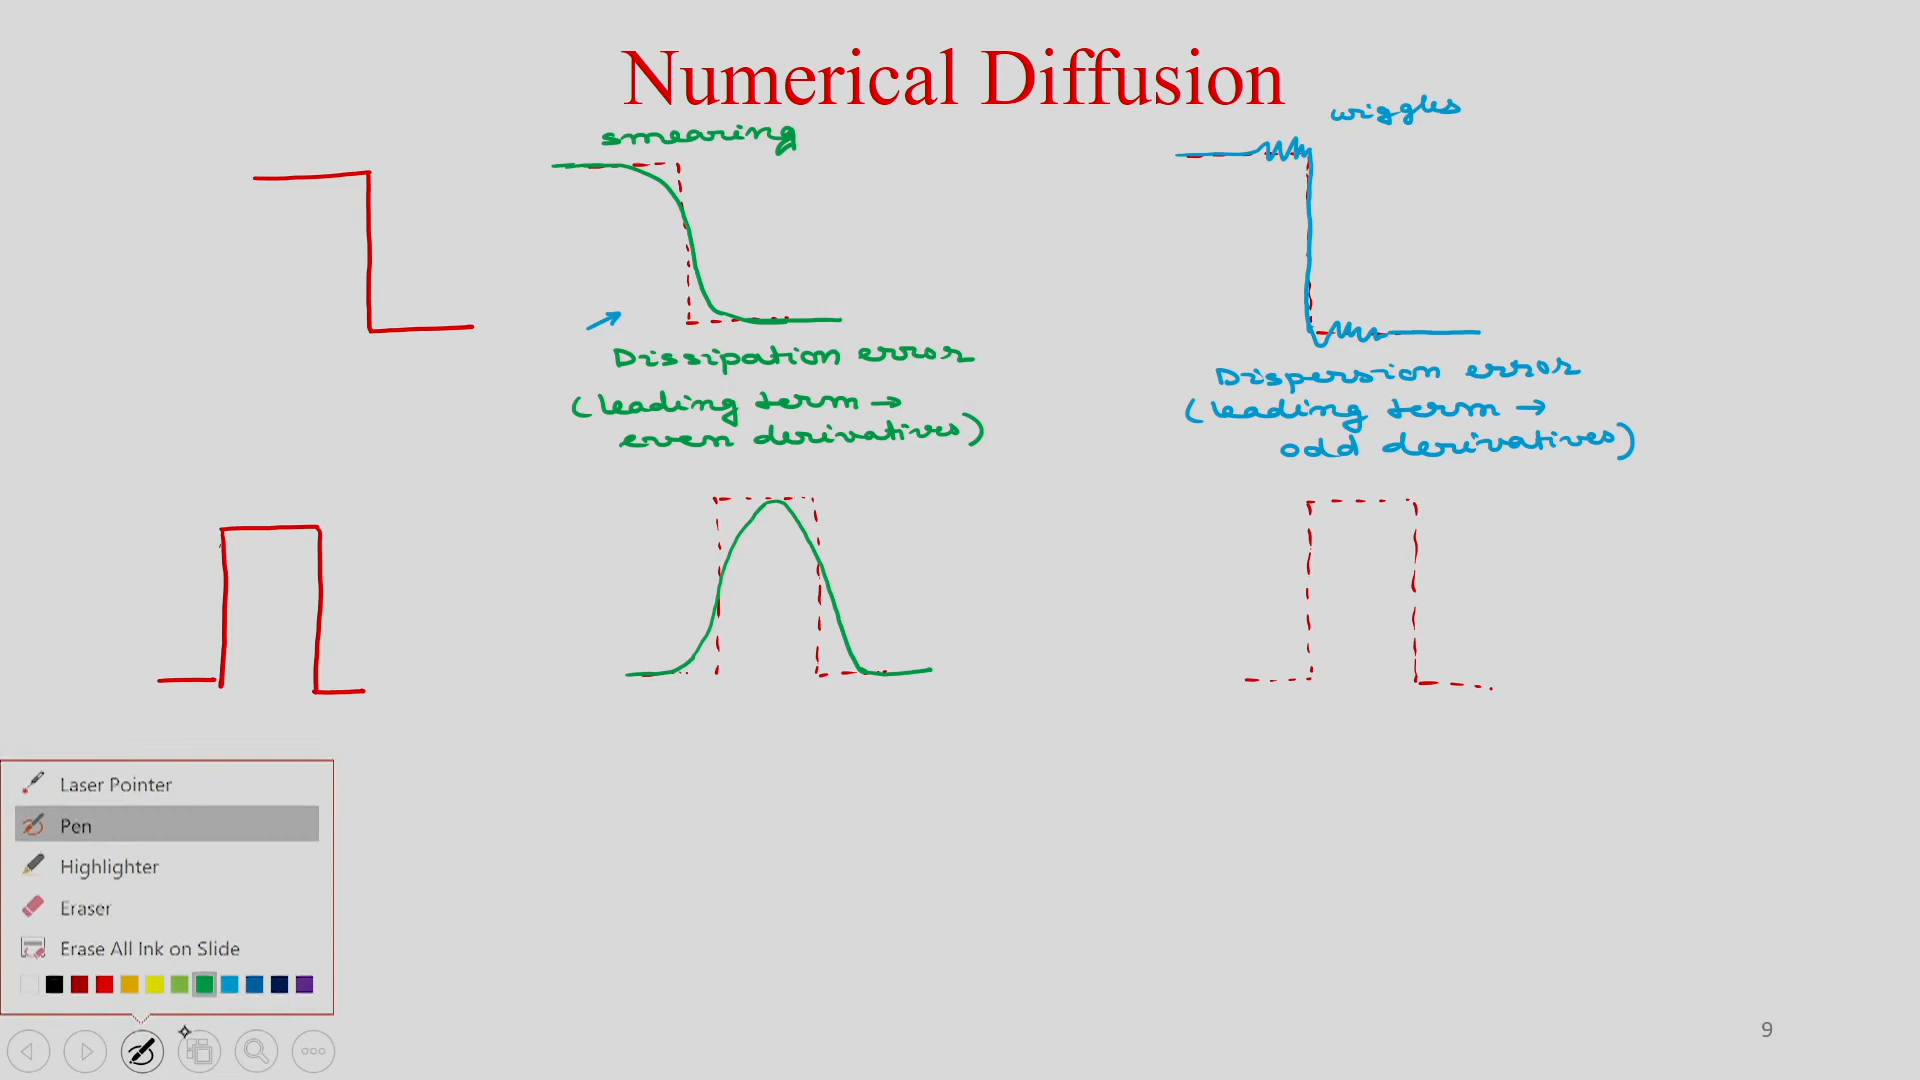 Numerical Diffusion
smearing
wiggles
Dissipation error
(leading term →
even derivatives)
Dispersion error
(leading term →
odd derivatives)
Laser Pointer
Pen
Highlighter
Eraser
Erase All Ink on Slide
9